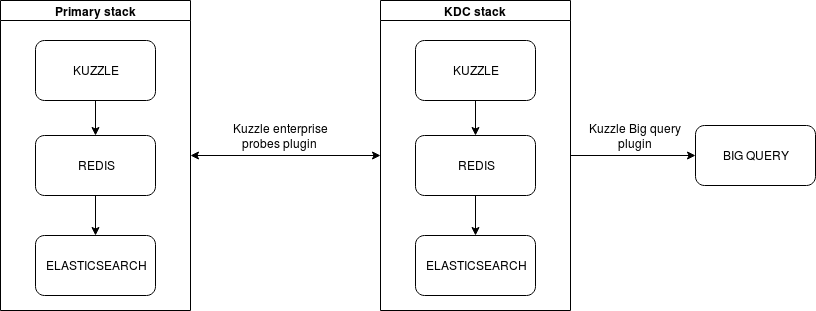 Primary stack
KDC stack
KUZZLE
KUZZLE
Kuzzle enterprise
probes plugin
Kuzzle Big query
plugin
REDIS
REDIS
BIG QUERY
ELASTICSEARCH
ELASTICSEARCH